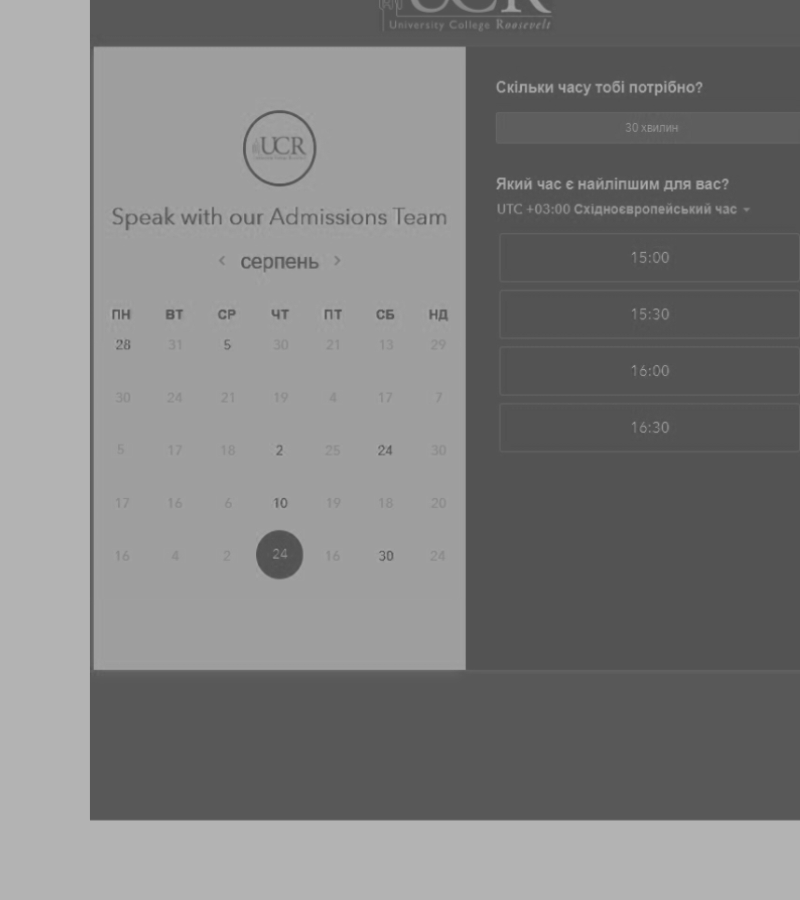 UCR
University College Roosevelt
UCR
Speak with our Admissions Team
серпень
ПН ВТ СР ЧТ ПТ СБ НД
28 31 5 30 21 13 29
30 24 21 19 4 17 7
5 17 18 2 25 24 30
17 16 6 10 19 18 20
16 4 2 24 16 30 24
Скільки часу тобі потрібно?
30 хвилин
Який час є найліпшим для вас?
UTC +03:00 Східноєвропейський час
15:00
15:30
16:00
16:30